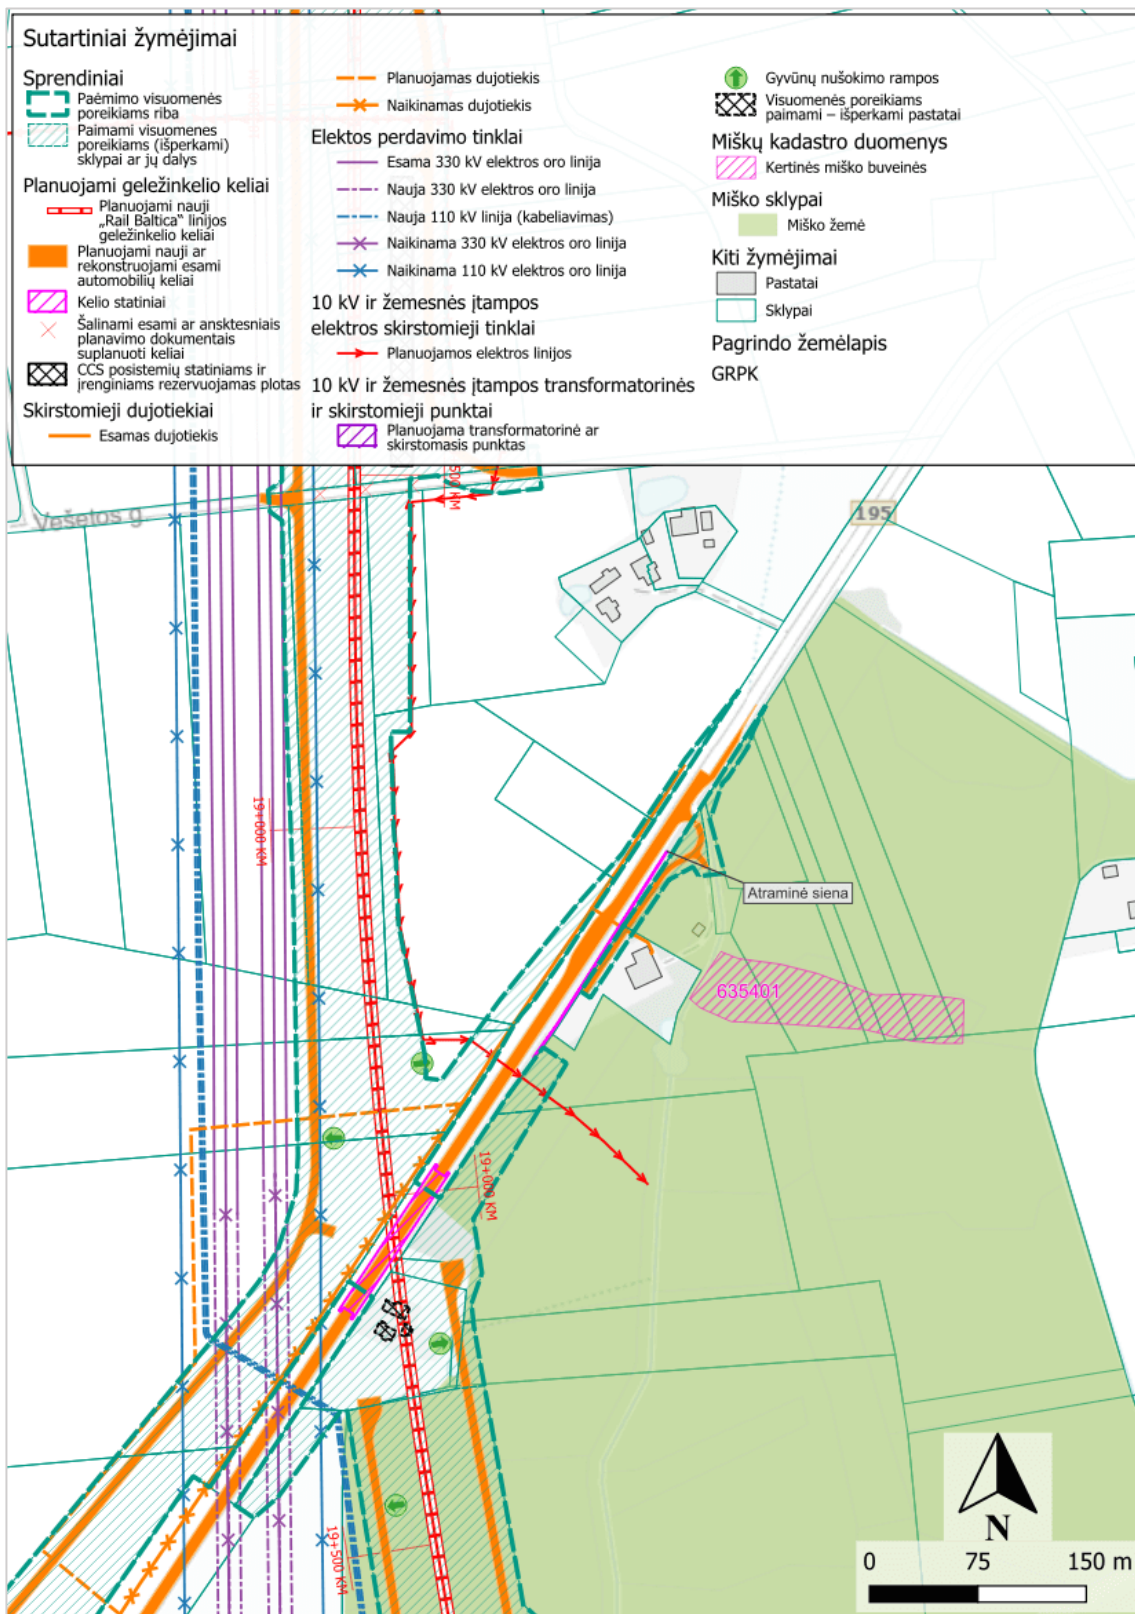 Sutartiniai žymėjimai
Sprendiniai
Paėmimo visuomenės
poreikiams riba
Paimami visuomenes
poreikiams (išperkami)
sklypai ar jų dalys
Planuojami geležinkelio keliai
Planuojami nauji
„Rail Baltica“ linijos
geležinkelio keliai
Planuojami nauji ar
rekonstruojami esami
automobilių keliai
Kelio statiniai
Šalinami esami ar ansktesniais
planavimo dokumentais
suplanuoti keliai
CCS posistemių statiniams ir
įrenginiams rezervuojamas plotas
Skirstomieji dujotiekiai
Esamas dujotiekis
Planuojamas dujotiekis
Naikinamas dujotiekis
Elektos perdavimo tinklai
Esama 330 kV elektros oro linija
Nauja 330 kV elektros oro linija
Nauja 110 kV linija (kabeliavimas)
Naikinama 330 kV elektros oro linija
Naikinama 110 kV elektros oro linija
10 kV ir žemesnės įtampos
elektros skirstomieji tinklai
Planuojamos elektros linijos
10 kV ir žemesnės įtampos transformatorinės
ir skirstomieji punktai
Planuojama transformatorinė ar
skirstomasis punktas
Gyvūnų nušokimo rampos
Visuomenės poreikiams
paimami – išperkami pastatai
Miškų kadastro duomenys
Kertinės miško buveinės
Miško sklypai
Miško žemė
Kiti žymėjimai
Pastatai
Sklypai
Pagrindo žemėlapis
GRPK
500 KM
Vešėtos g.
195
19+000 KM
Atraminė siena
635401
19+000 KM
19+500 KM
N
0 75 150 m